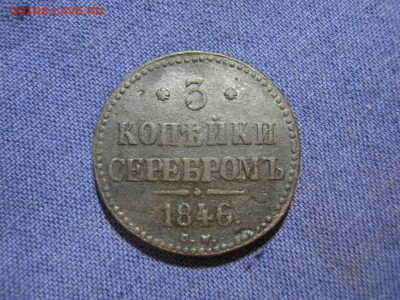 COINS.LAVE.RU
* 3 *
КОПѢЙКИ
СЕРЕБРОМЪ
1846.
С.М.